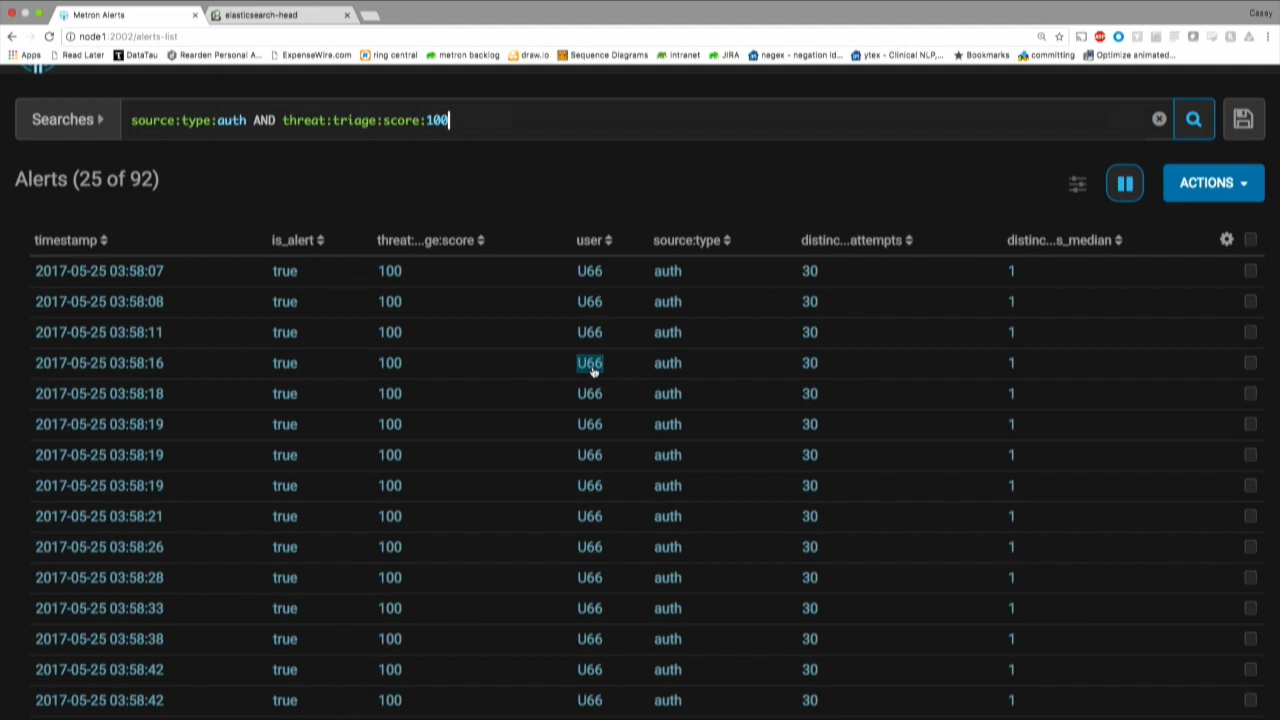 Metron Alerts
elasticsearch-head
Casey
node1:2002/alerts-list
Apps Read Later DataTau Rearden Personal A... ExpenseWire.com ring central metron backlog draw.io Sequence Diagrams Intranet JIRA negex - negation id... ytex - Clinical NLP,... Bookmarks committing Optimize animated...
Searches source:type:auth AND threat:triage:score:100
Alerts (25 of 92)
ACTIONS
timestamp is_alert threat:...ge:score user source:type distinc...attempts distinc...s_median
2017-05-25 03:58:07 true 100 U66 auth 30 1
2017-05-25 03:58:08 true 100 U66 auth 30 1
2017-05-25 03:58:11 true 100 U66 auth 30 1
2017-05-25 03:58:16 true 100 U66 auth 30 1
2017-05-25 03:58:18 true 100 U66 auth 30 1
2017-05-25 03:58:19 true 100 U66 auth 30 1
2017-05-25 03:58:19 true 100 U66 auth 30 1
2017-05-25 03:58:19 true 100 U66 auth 30 1
2017-05-25 03:58:21 true 100 U66 auth 30 1
2017-05-25 03:58:26 true 100 U66 auth 30 1
2017-05-25 03:58:28 true 100 U66 auth 30 1
2017-05-25 03:58:33 true 100 U66 auth 30 1
2017-05-25 03:58:38 true 100 U66 auth 30 1
2017-05-25 03:58:42 true 100 U66 auth 30 1
2017-05-25 03:58:42 true 100 U66 auth 30 1